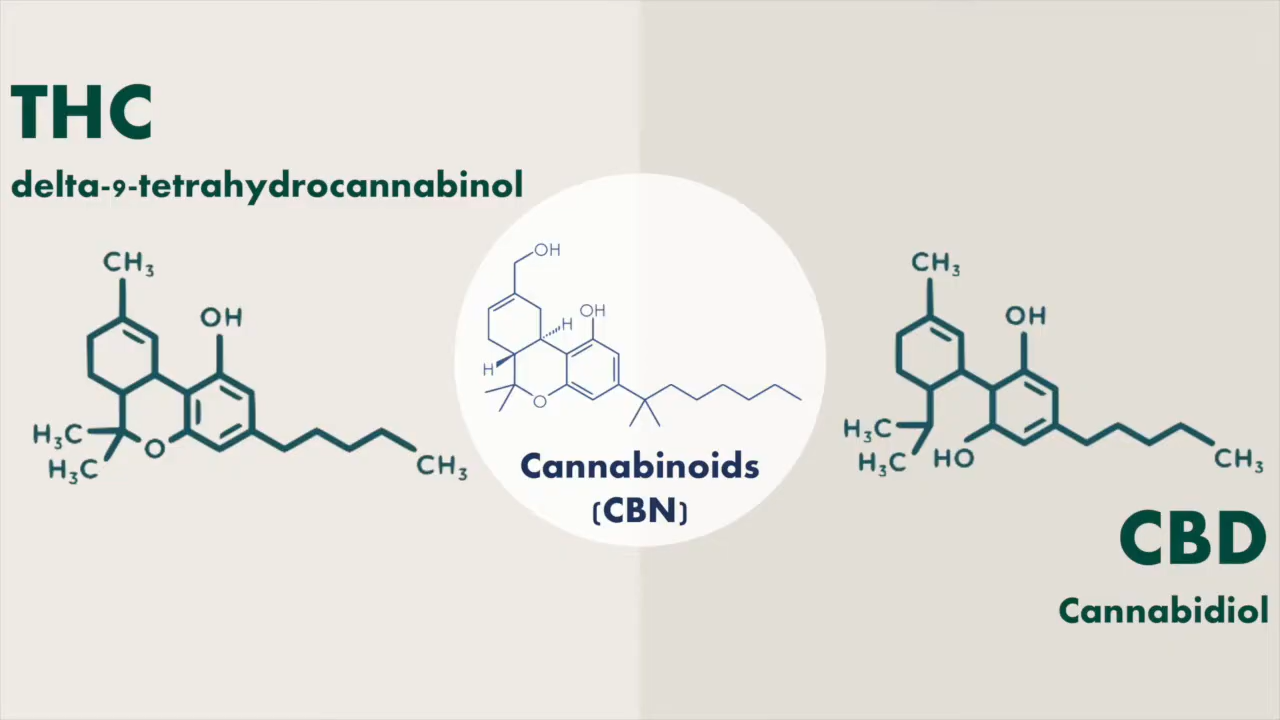 THC
delta-9-tetrahydrocannabinol
CH₃
OH
H₃C
H₃C
O
CH₃
OH
OH
H
H
O
Cannabinoids
(CBN)
CH₃
OH
H₃C
H₃C
HO
CH₃
CBD
Cannabidiol